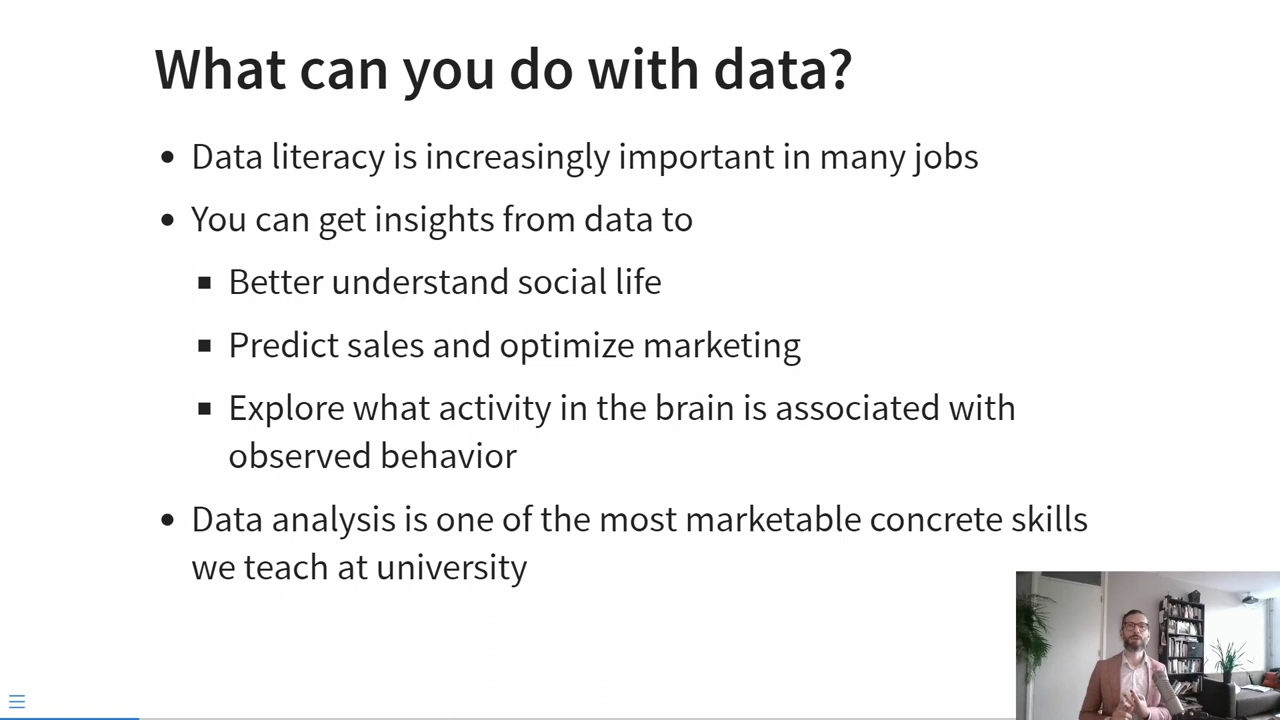 What can you do with data?
Data literacy is increasingly important in many jobs
You can get insights from data to
Better understand social life
Predict sales and optimize marketing
Explore what activity in the brain is associated with
observed behavior
Data analysis is one of the most marketable concrete skills
we teach at university